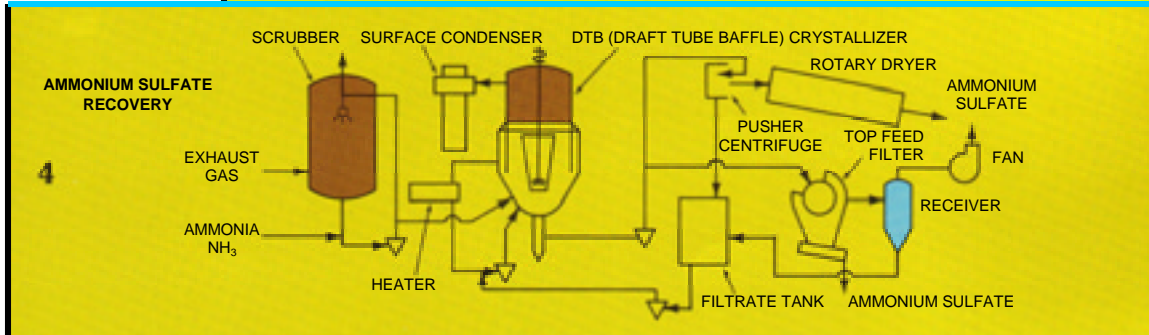 SCRUBBER
SURFACE CONDENSER
DTB (DRAFT TUBE BAFFLE) CRYSTALLIZER
ROTARY DRYER
AMMONIUM SULFATE
RECOVERY
AMMONIUM
SULFATE
PUSHER
CENTRIFUGE
TOP FEED
FILTER
FAN
EXHAUST
GAS
4
RECEIVER
AMMONIA
NH₃
HEATER
FILTRATE TANK
AMMONIUM SULFATE